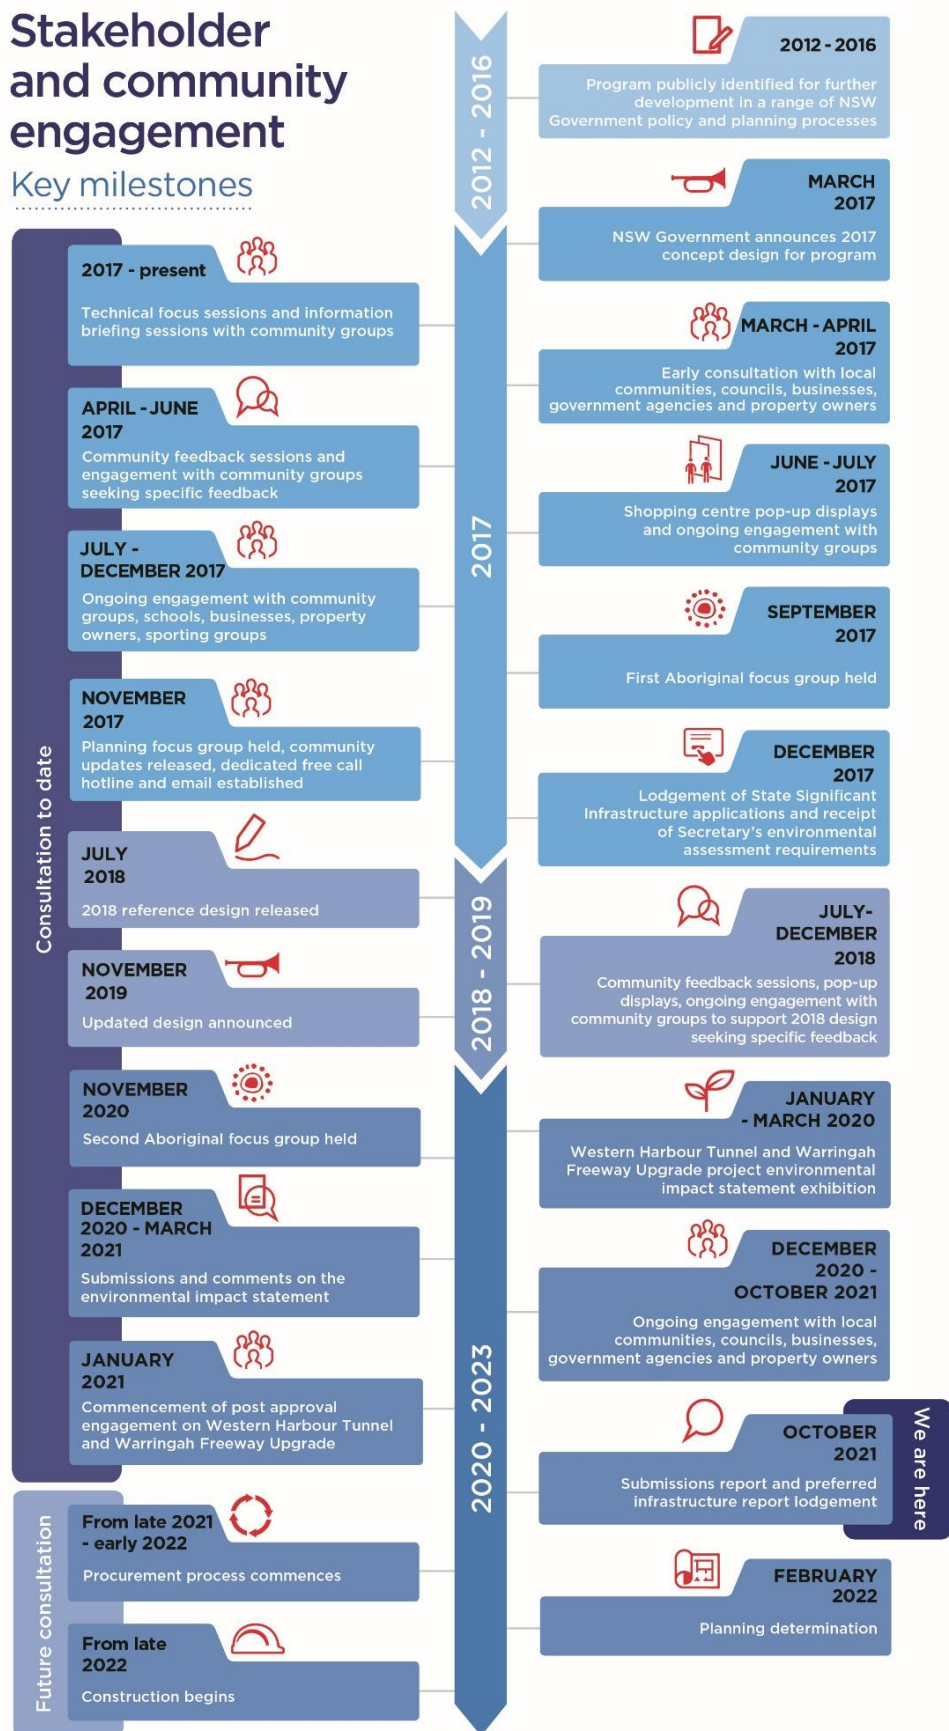 Stakeholder
and community
engagement
Key milestones
2012 - 2016
2012 - 2016
Program publicly identified for further
development in a range of NSW
Government policy and planning processes
MARCH
2017
NSW Government announces 2017
concept design for program
2017
Consultation to date
2017 - present
Technical focus sessions and information
briefing sessions with community groups
MARCH - APRIL
2017
Early consultation with local
communities, councils, businesses,
government agencies and property owners
APRIL - JUNE
2017
Community feedback sessions and
engagement with community groups
seeking specific feedback
JUNE - JULY
2017
Shopping centre pop-up displays
and ongoing engagement with
community groups
JULY -
DECEMBER 2017
Ongoing engagement with community
groups, schools, businesses, property
owners, sporting groups
SEPTEMBER
2017
First Aboriginal focus group held
NOVEMBER
2017
Planning focus group held, community
updates released, dedicated free call
hotline and email established
DECEMBER
2017
Lodgement of State Significant
Infrastructure applications and receipt
of Secretary's environmental
assessment requirements
2018 - 2019
JULY
2018
2018 reference design released
JULY-
DECEMBER
2018
Community feedback sessions, pop-up
displays, ongoing engagement with
community groups to support 2018 design
seeking specific feedback
NOVEMBER
2019
Updated design announced
2020 - 2023
NOVEMBER
2020
Second Aboriginal focus group held
JANUARY
- MARCH 2020
Western Harbour Tunnel and Warringah
Freeway Upgrade project environmental
impact statement exhibition
DECEMBER
2020 - MARCH
2021
Submissions and comments on the
environmental impact statement
DECEMBER
2020 -
OCTOBER 2021
Ongoing engagement with local
communities, councils, businesses,
government agencies and property owners
JANUARY
2021
Commencement of post approval
engagement on Western Harbour Tunnel
and Warringah Freeway Upgrade
OCTOBER
2021
Submissions report and preferred
infrastructure report lodgement
We are here
Future consultation
From late 2021
- early 2022
Procurement process commences
FEBRUARY
2022
Planning determination
From late
2022
Construction begins